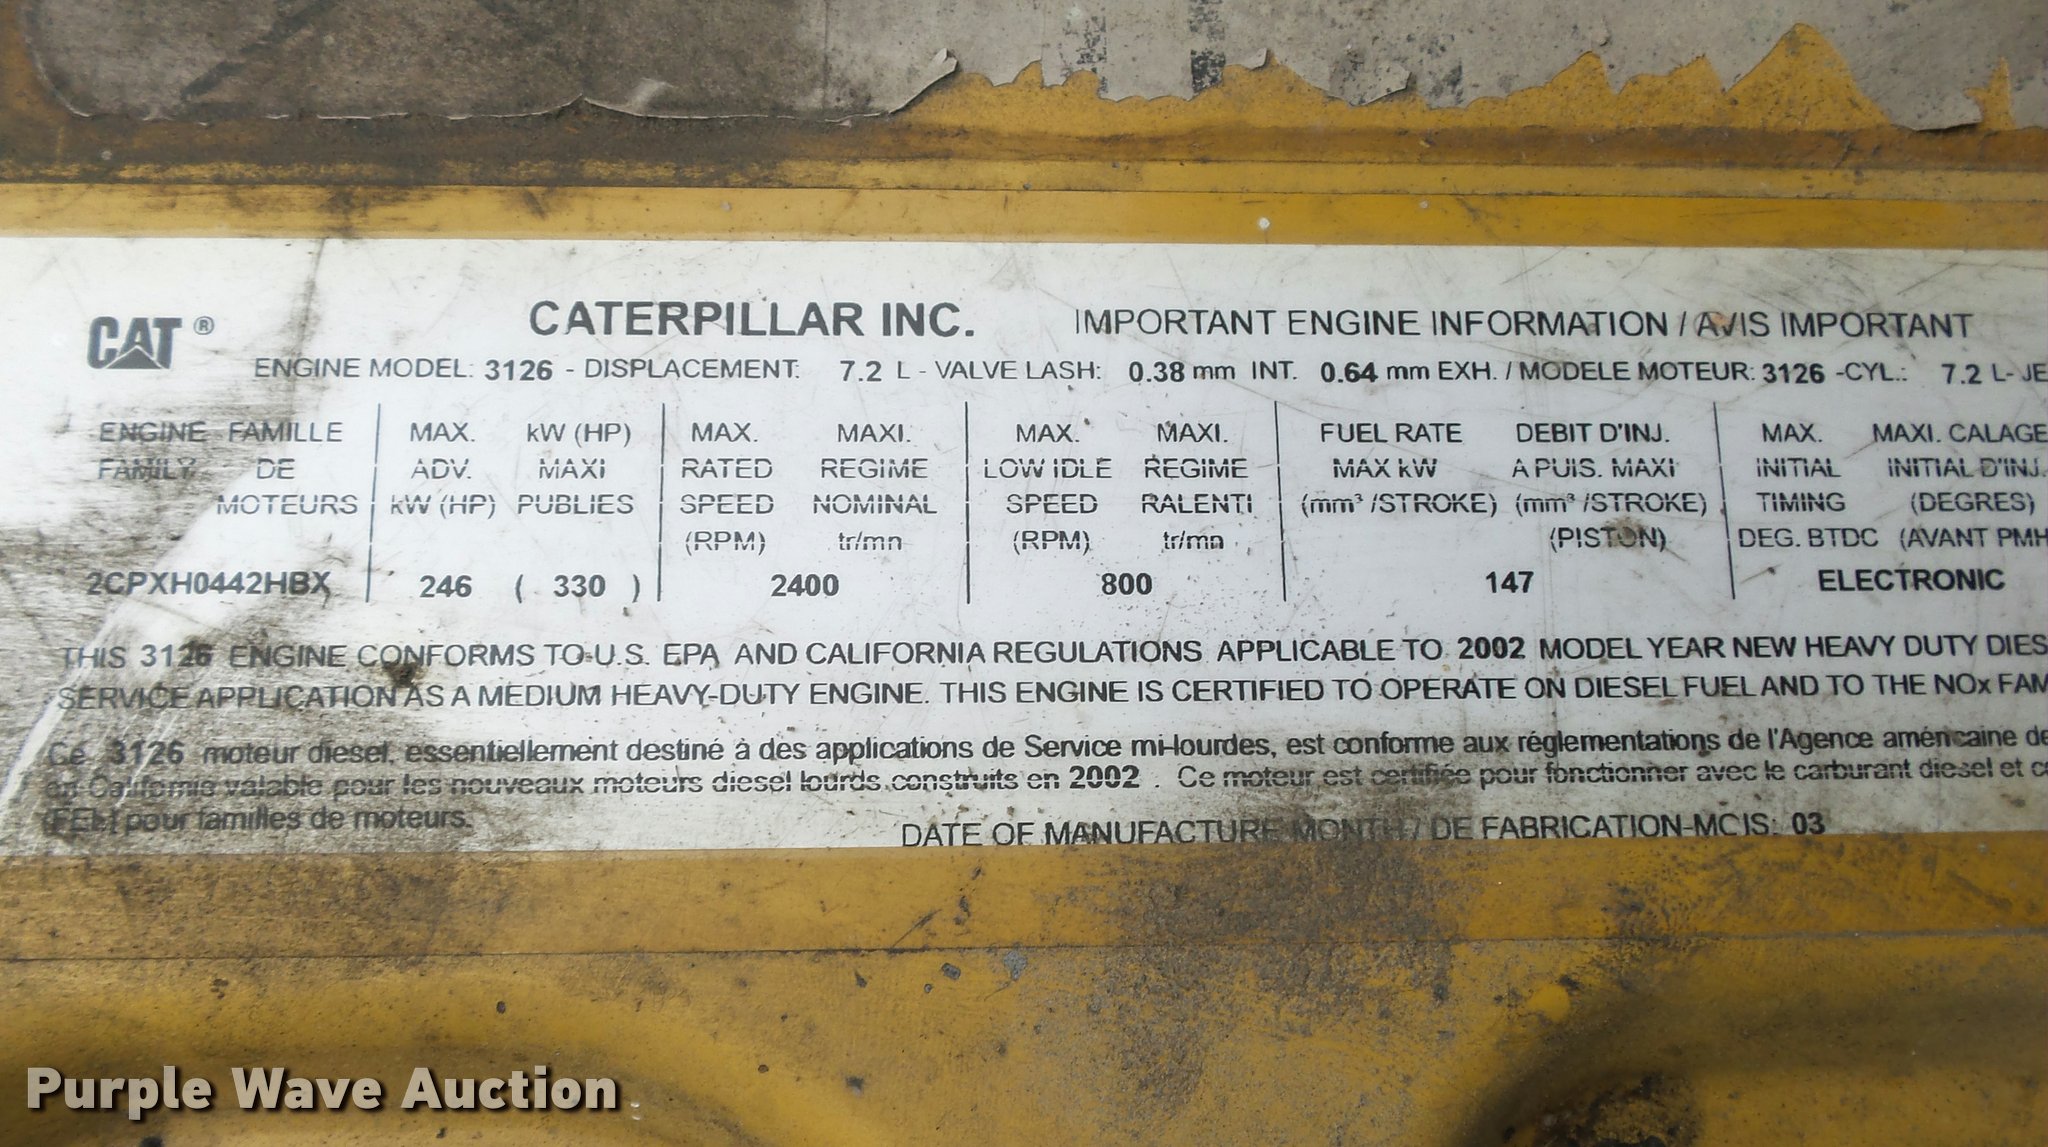 CAT ® CATERPILLAR INC. IMPORTANT ENGINE INFORMATION / AVIS IMPORTANT
ENGINE MODEL: 3126 - DISPLACEMENT: 7.2 L - VALVE LASH: 0.38 mm INT. 0.64 mm EXH. / MODELE MOTEUR: 3126 -CYL.: 7.2 L- JE
ENGINE FAMILLE MAX. kW (HP) MAX. MAXI. MAX. MAXI. FUEL RATE DEBIT D'INJ. MAX. MAXI. CALAGE
FAMILY DE ADV. MAXI RATED REGIME LOW IDLE REGIME MAX kW A PUIS. MAXI INITIAL INITIAL D'INJ.
MOTEURS kW (HP) PUBLIES SPEED NOMINAL SPEED RALENTI (mm³ /STROKE) (mm³ /STROKE) TIMING (DEGRES)
(RPM) tr/mn (RPM) tr/mn (PISTON) DEG. BTDC (AVANT PMH
2CPXH0442HBX 246 ( 330 ) 2400 800 147 ELECTRONIC
THIS 3126 ENGINE CONFORMS TO U.S. EPA AND CALIFORNIA REGULATIONS APPLICABLE TO 2002 MODEL YEAR NEW HEAVY DUTY DIES
SERVICE APPLICATION AS A MEDIUM HEAVY-DUTY ENGINE. THIS ENGINE IS CERTIFIED TO OPERATE ON DIESEL FUEL AND TO THE NOx FAM
Ce 3126 moteur diesel, essentiellement destiné à des applications de Service mi-lourdes, est conforme aux réglementations de l'Agence américaine de
en Californie valable pour les nouveaux moteurs diesel lourds construits en 2002 . Ce moteur est certifiée pour fonctionner avec le carburant diesel et c
(FEL) pour familles de moteurs.
DATE OF MANUFACTURE MONTH / DE FABRICATION-MCIS: 03
Purple Wave Auction